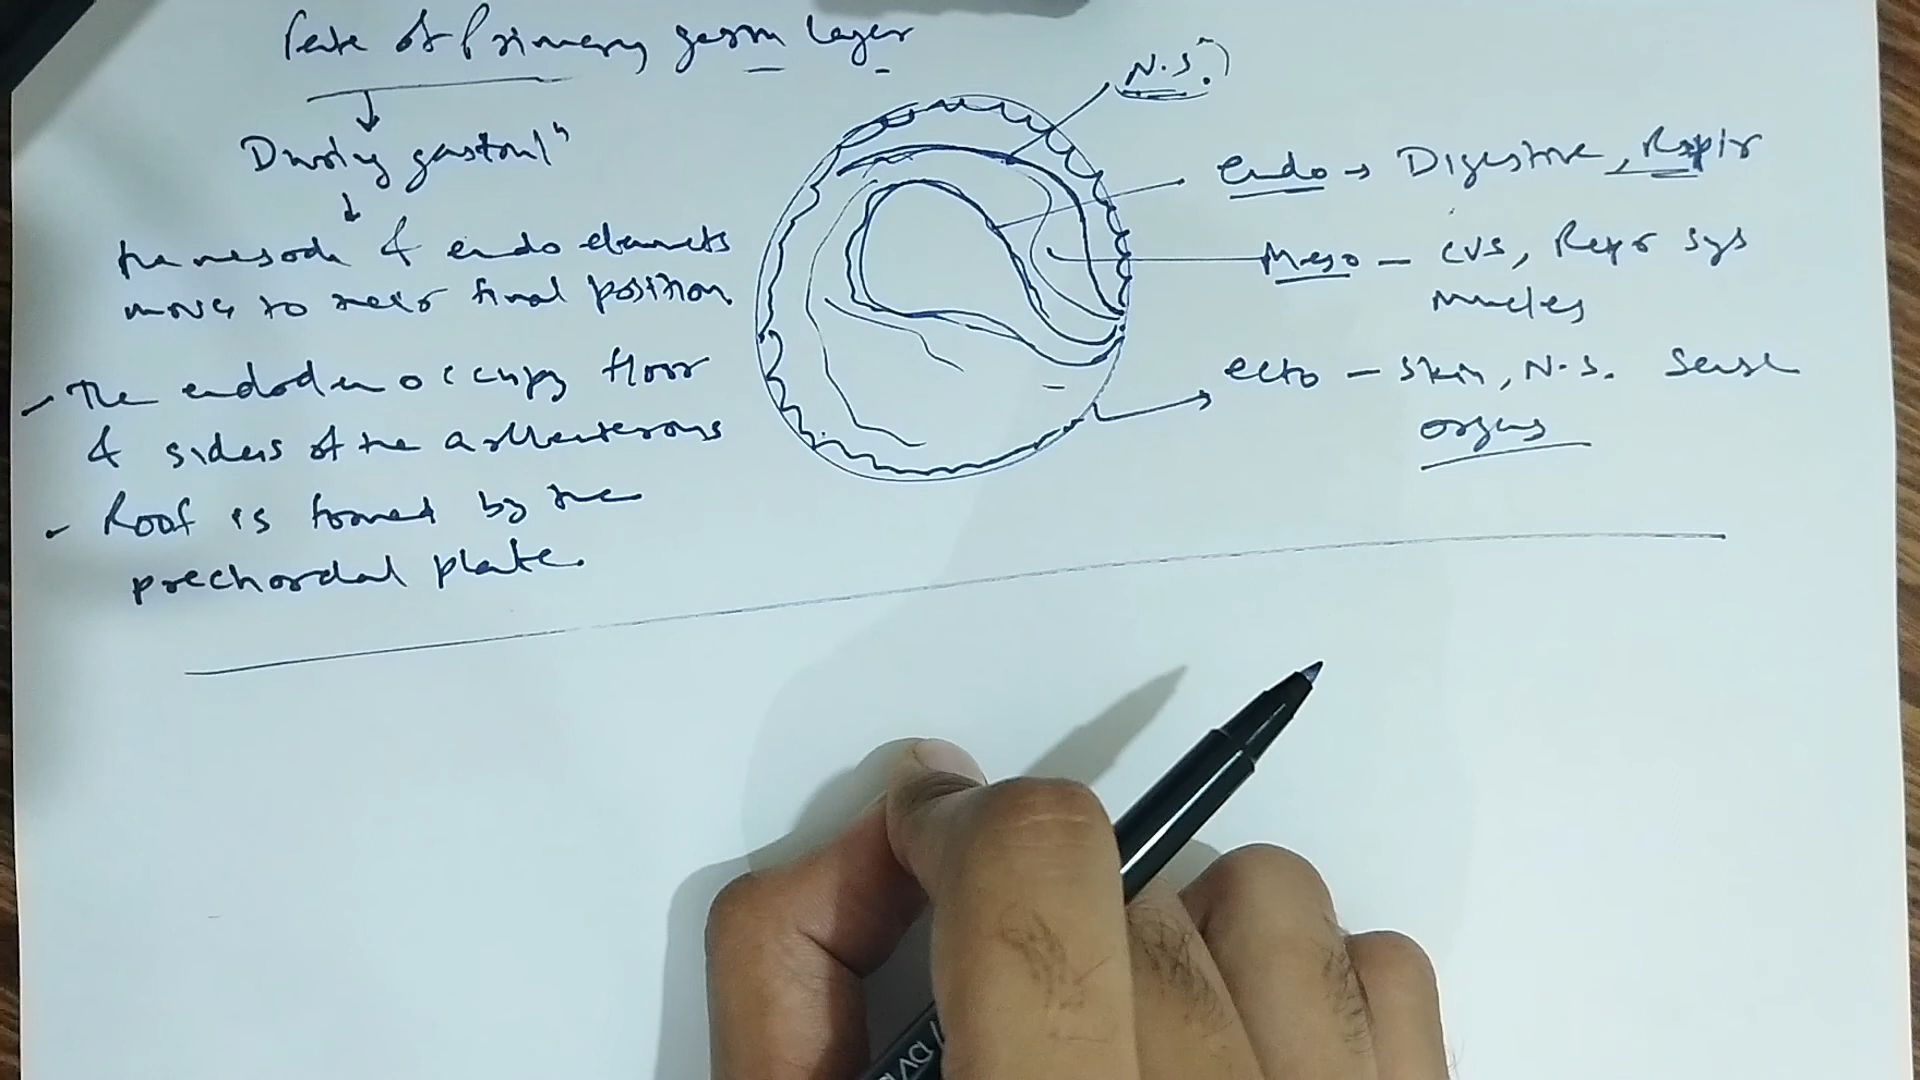 Fate of Primary germ layer
During gastrul"
the mesode & endo elements
move to their final position
- The endoderm occupy floor
& sides of the archenterons
- Roof is formed by the
prechordal plate.
N.S.
Endo → Digestive, Respir
Meso - CVS, Repr sys
muscles
ecto - skin, N.S. sense
organs